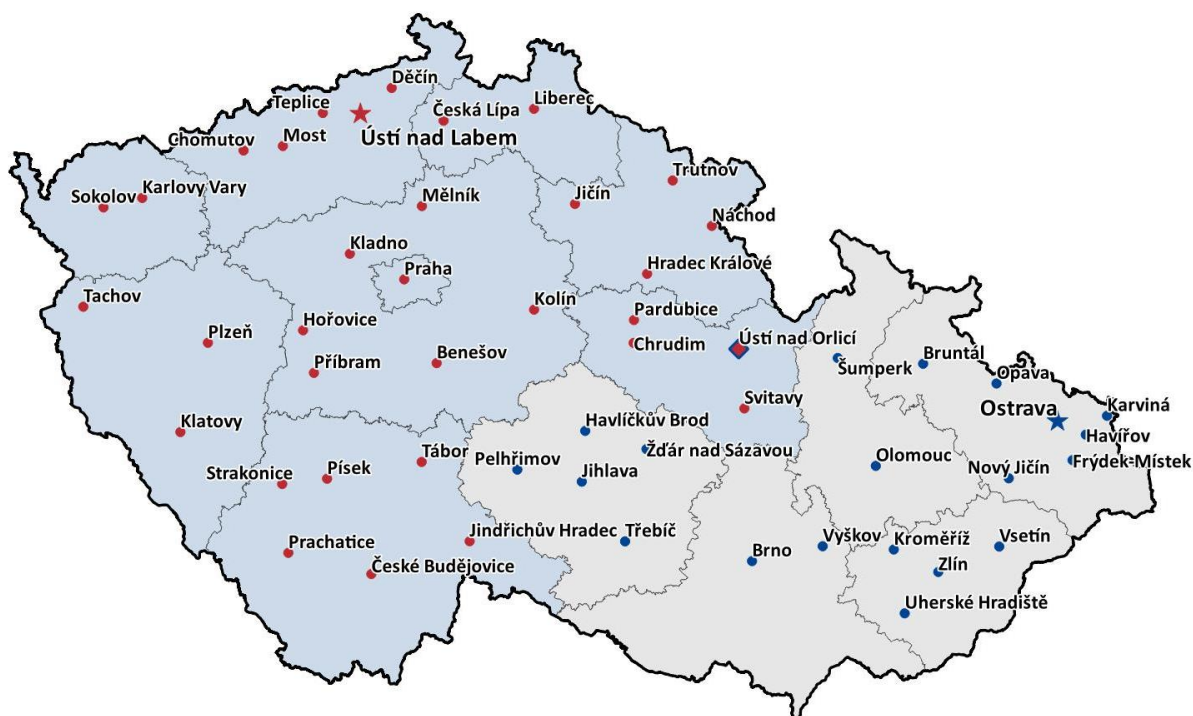 Děčín
Teplice
Česká Lípa
Liberec
Ústí nad Labem
Chomutov
Most
Trutnov
Sokolov
Karlovy Vary
Mělník
Jičín
Náchod
Kladno
Praha
Hradec Králové
Tachov
Hořovice
Kolín
Pardubice
Plzeň
Chrudim
Ústí nad Orlicí
Příbram
Benešov
Šumperk
Bruntál
Opava
Svitavy
Ostrava
Karviná
Klatovy
Havlíčkův Brod
Havířov
Tábor
Žďár nad Sázavou
Strakonice
Písek
Pelhřimov
Jihlava
Olomouc
Nový Jičín
Frýdek-Místek
Prachatice
Jindřichův Hradec
Třebíč
Vyškov
Kroměříž
Vsetín
České Budějovice
Brno
Zlín
Uherské Hradiště